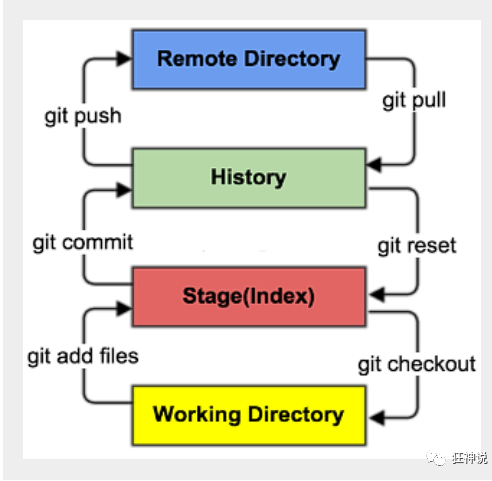 Remote Directory
git push
git pull
History
git commit
git reset
Stage(Index)
git add files
git checkout
Working Directory
狂神说